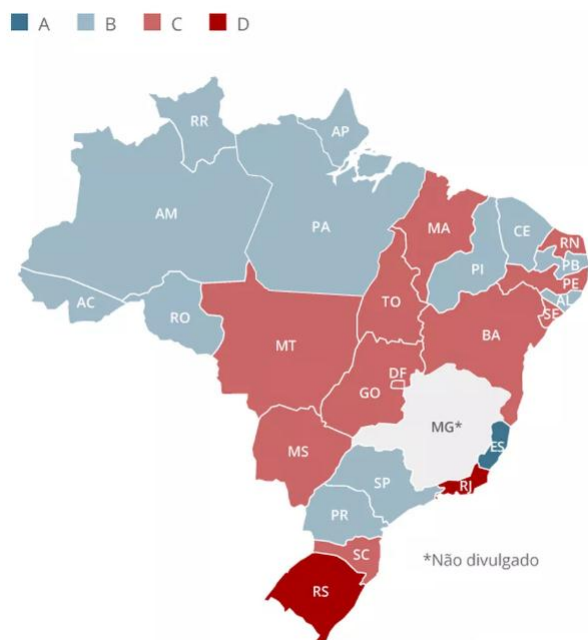 A B C D
RR
AP
AM
PA
MA
CE
RN
PI
PB
PE
AL
SE
AC
RO
TO
BA
MT
DF
GO
MG*
MS
ES
SP
RJ
PR
SC
*Não divulgado
RS